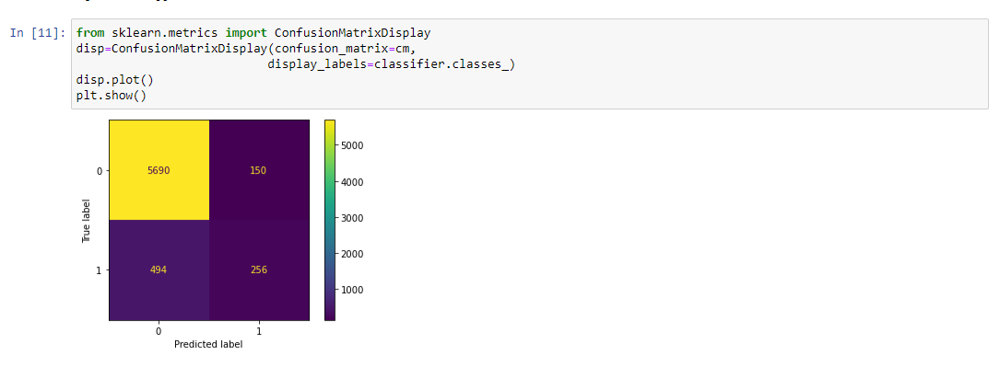 In [11]: from sklearn.metrics import ConfusionMatrixDisplay
disp=ConfusionMatrixDisplay(confusion_matrix=cm,
display_labels=classifier.classes_)
disp.plot()
plt.show()
0
5690
150
1
494
256
True label
0
1
Predicted label
5000
4000
3000
2000
1000